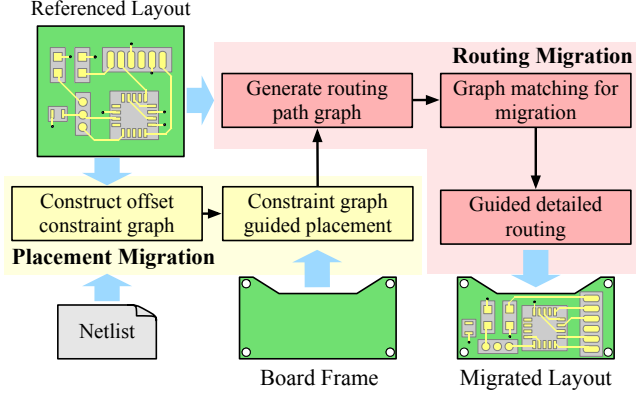 Referenced Layout
Routing Migration
Generate routing
path graph
Graph matching for
migration
Construct offset
constraint graph
Constraint graph
guided placement
Guided detailed
routing
Placement Migration
Netlist
Board Frame
Migrated Layout